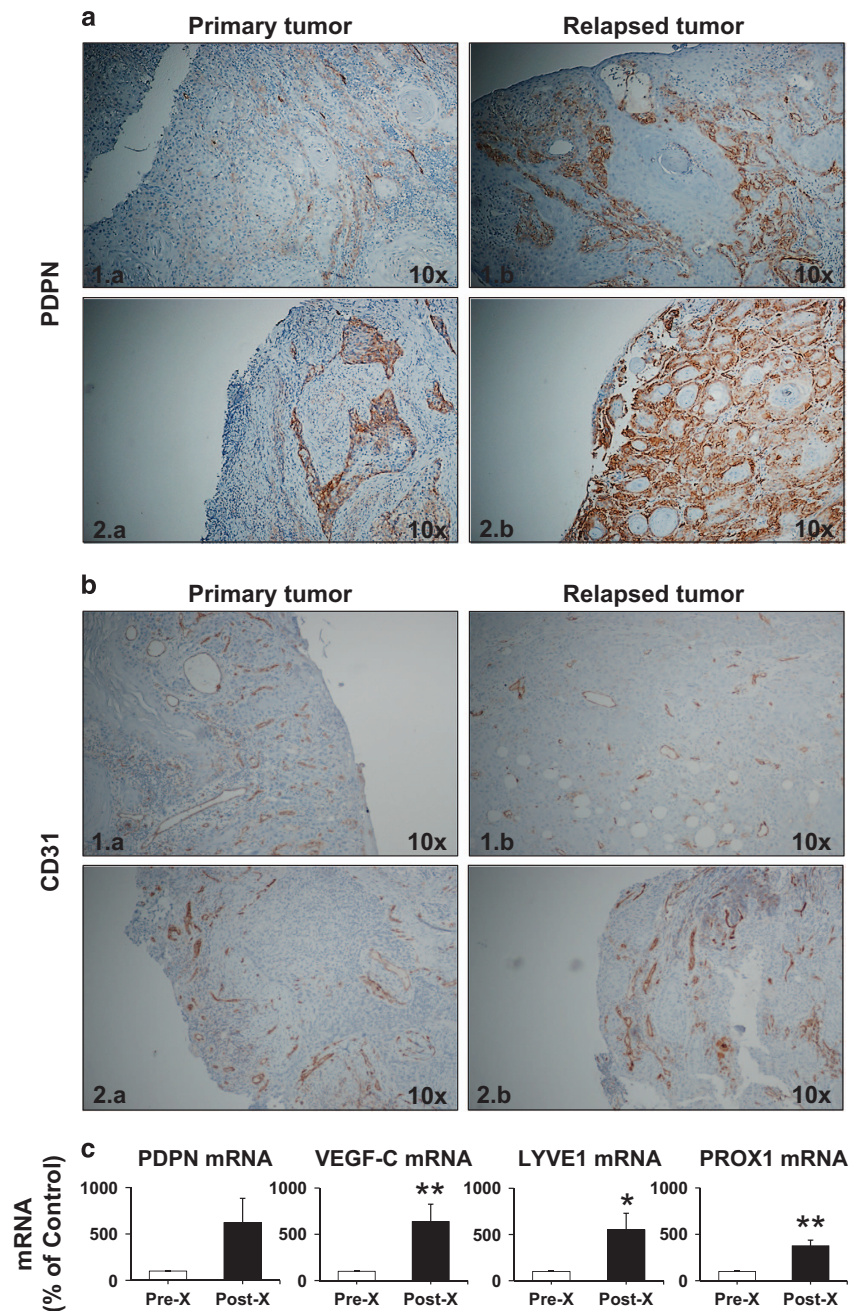 a
Primary tumor
Relapsed tumor
PDPN
1.a
10x
1.b
10x
2.a
10x
2.b
10x
b
Primary tumor
Relapsed tumor
CD31
1.a
10x
1.b
10x
2.a
10x
2.b
10x
c
PDPN mRNA
VEGF-C mRNA
LYVE1 mRNA
PROX1 mRNA
mRNA
(% of Control)
1000
500
0
Pre-X
Post-X
1000
500
0
**
Pre-X
Post-X
1000
500
0
*
Pre-X
Post-X
1000
500
0
**
Pre-X
Post-X